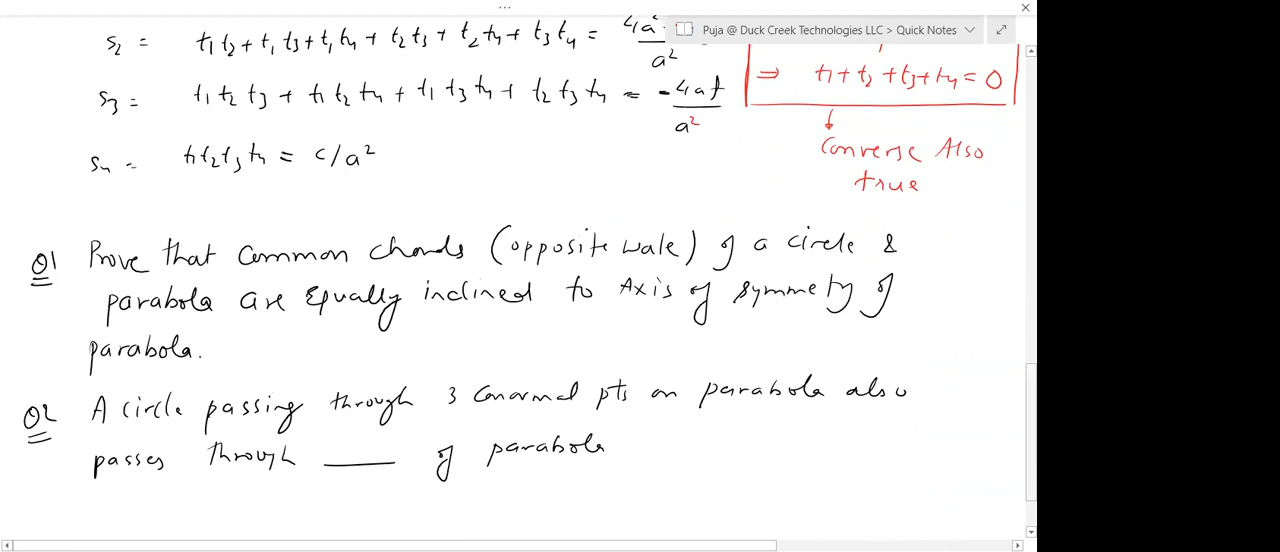 Puja @ Duck Creek Technologies LLC > Quick Notes
S2 = t1t2 + t1t3 + t1t4 + t2t3 + t2t4 + t3t4 = / a²
S3 = t1t2t3 + t1t2t4 + t1t3t4 + t2t3t4 = -4af / a²
⇒ t1 + t2 + t3 + t4 = 0
S4 = t1t2t3t4 = c/a²
Converse Also
true
Q1 Prove that common chords (opposite wale) of a circle &
parabola are Equally inclined to Axis of symmety of
parabola.
Q2 A circle passing through 3 conormal pts on parabola also
passes through ___ of parabola